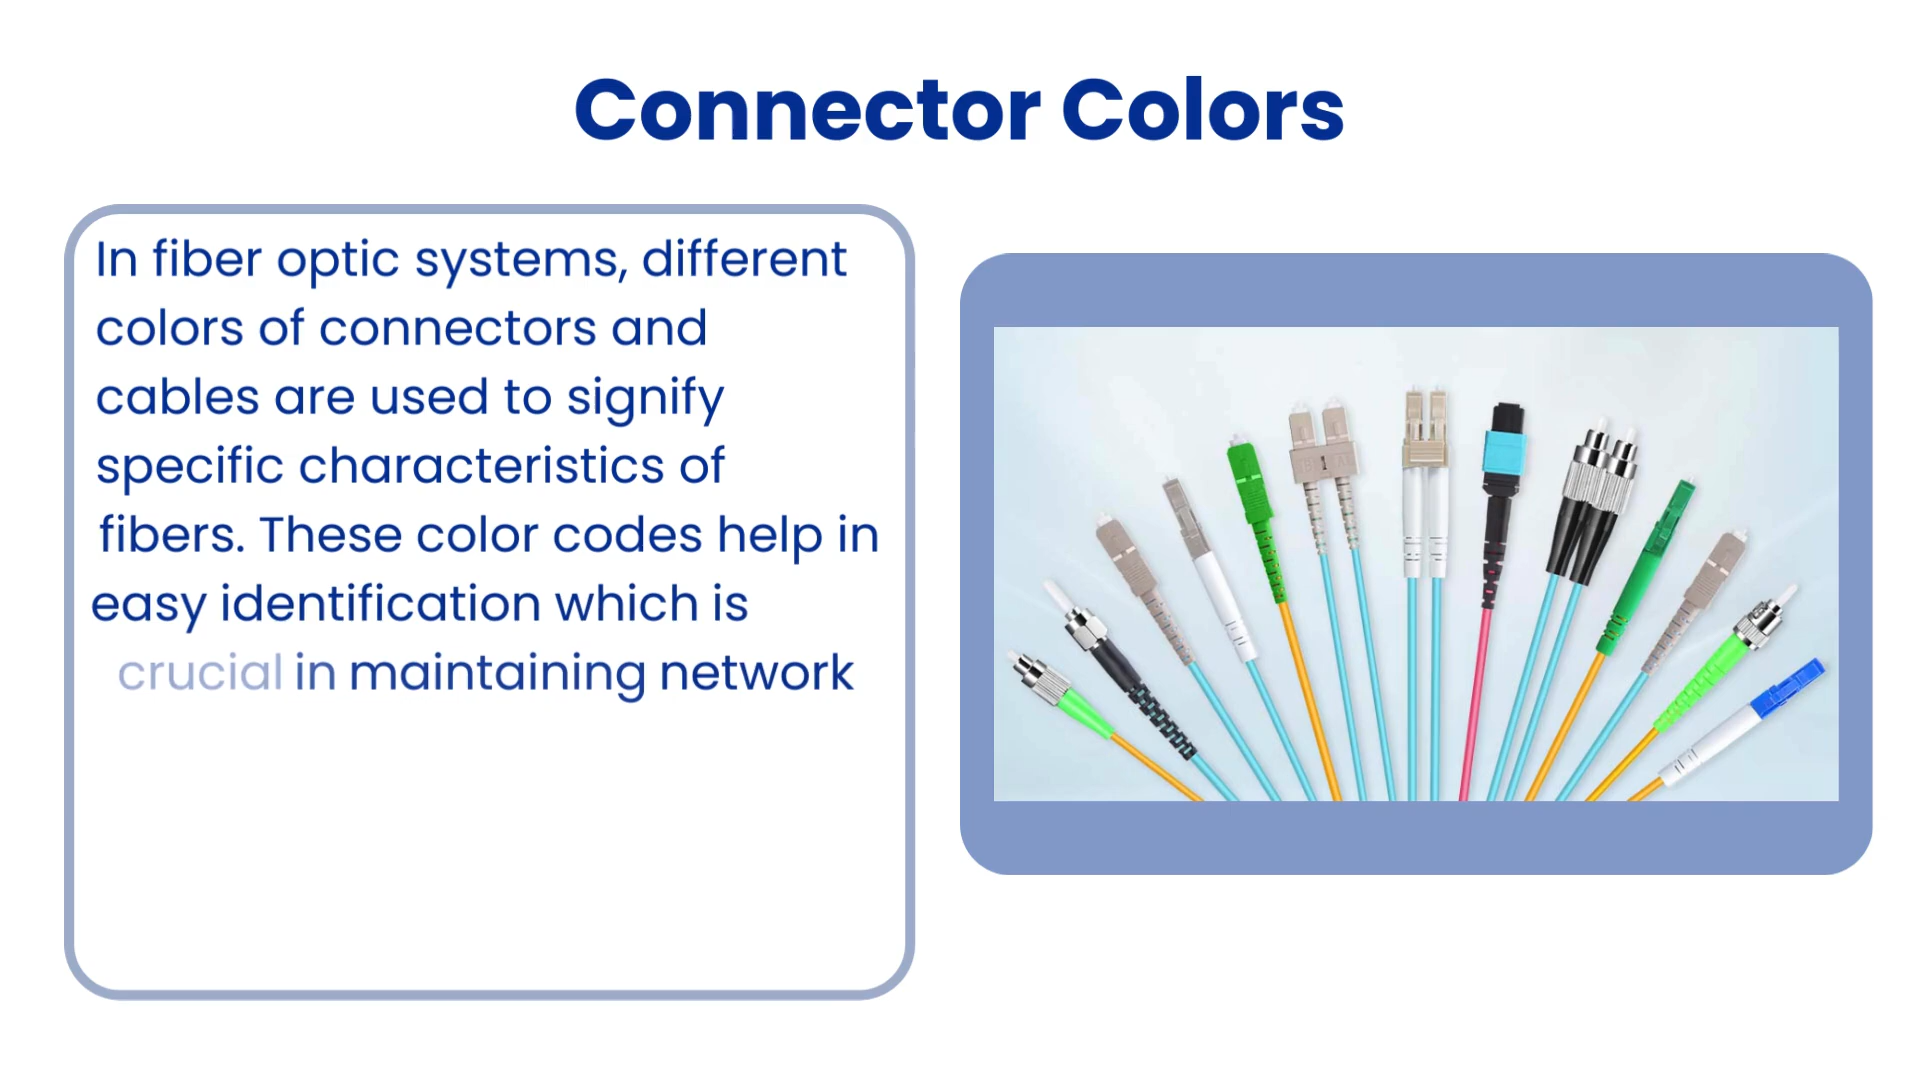 Connector Colors
In fiber optic systems, different
colors of connectors and
cables are used to signify
specific characteristics of
fibers. These color codes help in
easy identification which is
crucial in maintaining network